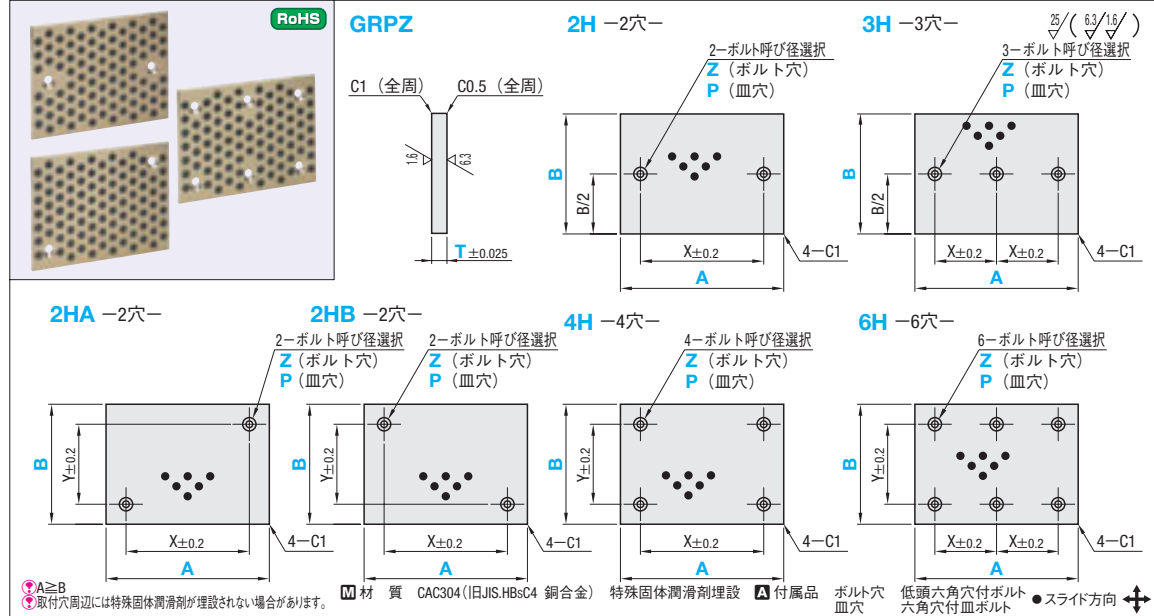 RoHS
GRPZ
C1（全周）
C0.5（全周）
1.6
6.3
T±0.025
2H －2穴－
2－ボルト呼び径選択
Z（ボルト穴）
P（皿穴）
B
B/2
X±0.2
A
4－C1
3H －3穴－
25/(6.3/1.6/)
3－ボルト呼び径選択
Z（ボルト穴）
P（皿穴）
B
B/2
X±0.2 X±0.2
A
4－C1
2HA －2穴－
2－ボルト呼び径選択
Z（ボルト穴）
P（皿穴）
B
Y±0.2
X±0.2
A
4－C1
2HB －2穴－
2－ボルト呼び径選択
Z（ボルト穴）
P（皿穴）
B
Y±0.2
X±0.2
A
4－C1
4H －4穴－
4－ボルト呼び径選択
Z（ボルト穴）
P（皿穴）
B
Y±0.2
X±0.2
A
4－C1
6H －6穴－
6－ボルト呼び径選択
Z（ボルト穴）
P（皿穴）
B
Y±0.2
X±0.2 X±0.2
A
4－C1
A≧B
取付穴周辺には特殊固体潤滑剤が埋設されない場合があります。
M 材 質 CAC304(旧JIS.HBsC4 銅合金) 特殊固体潤滑剤埋設 A 付属品 ボルト穴 低頭六角穴付ボルト
皿穴 六角穴付皿ボルト
●スライド方向